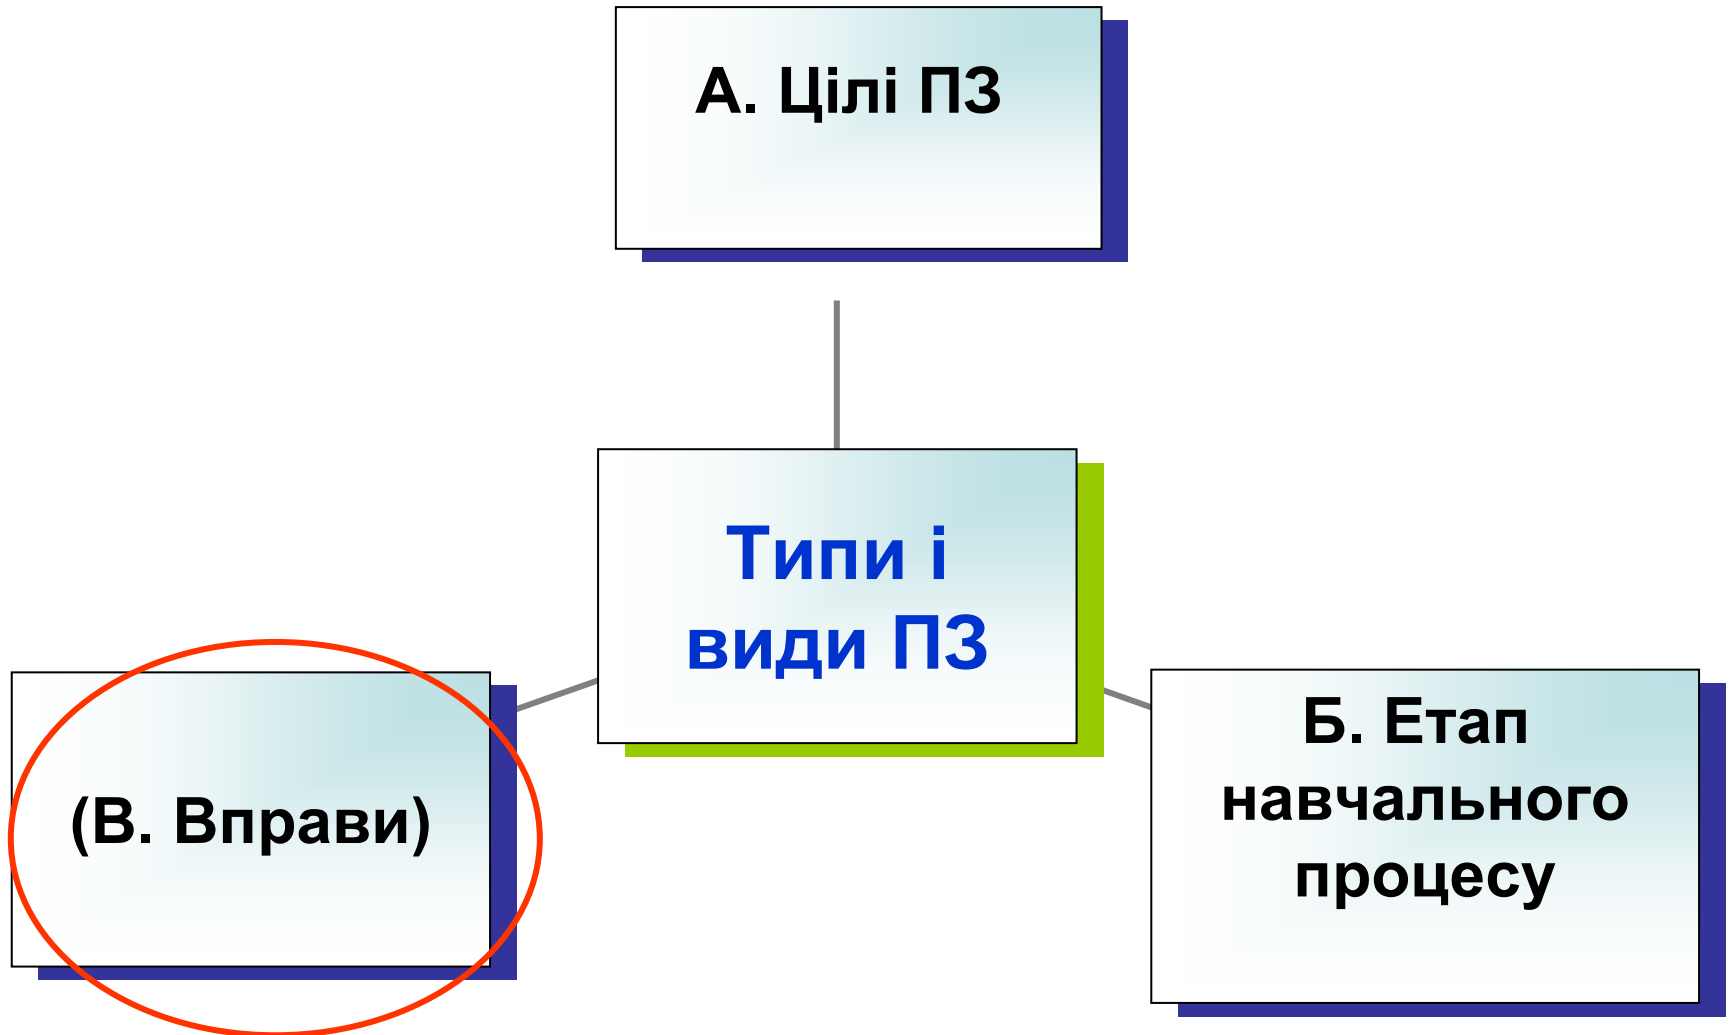 А. Цілі ПЗ
Типи і
види ПЗ
Б. Етап
навчального
процесу
(В. Вправи)